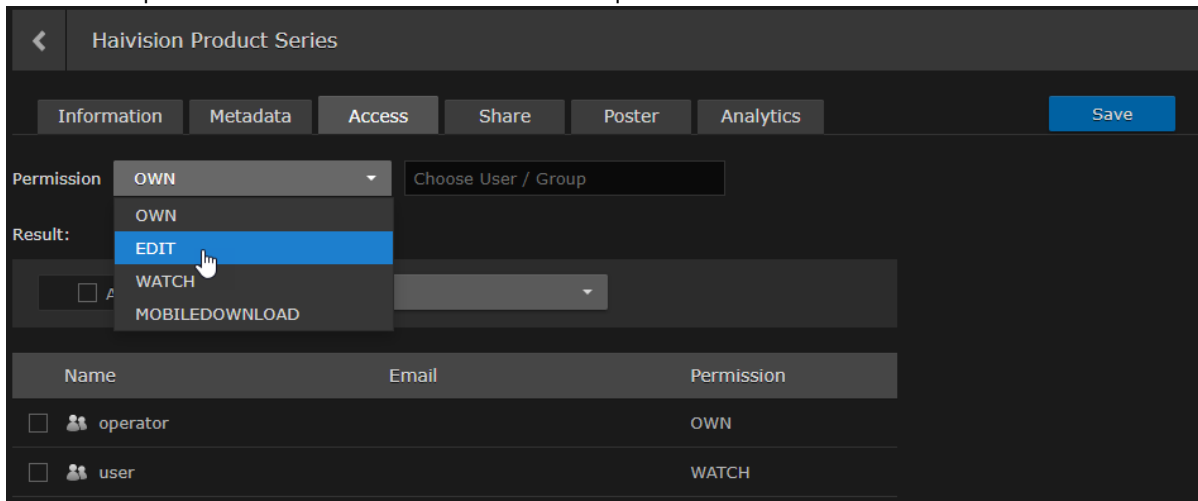 Haivision Product Series
Information Metadata Access Share Poster Analytics Save
Permission OWN Choose User / Group
OWN
Result:
EDIT
WATCH
MOBILEDOWNLOAD
Name Email Permission
operator OWN
user WATCH